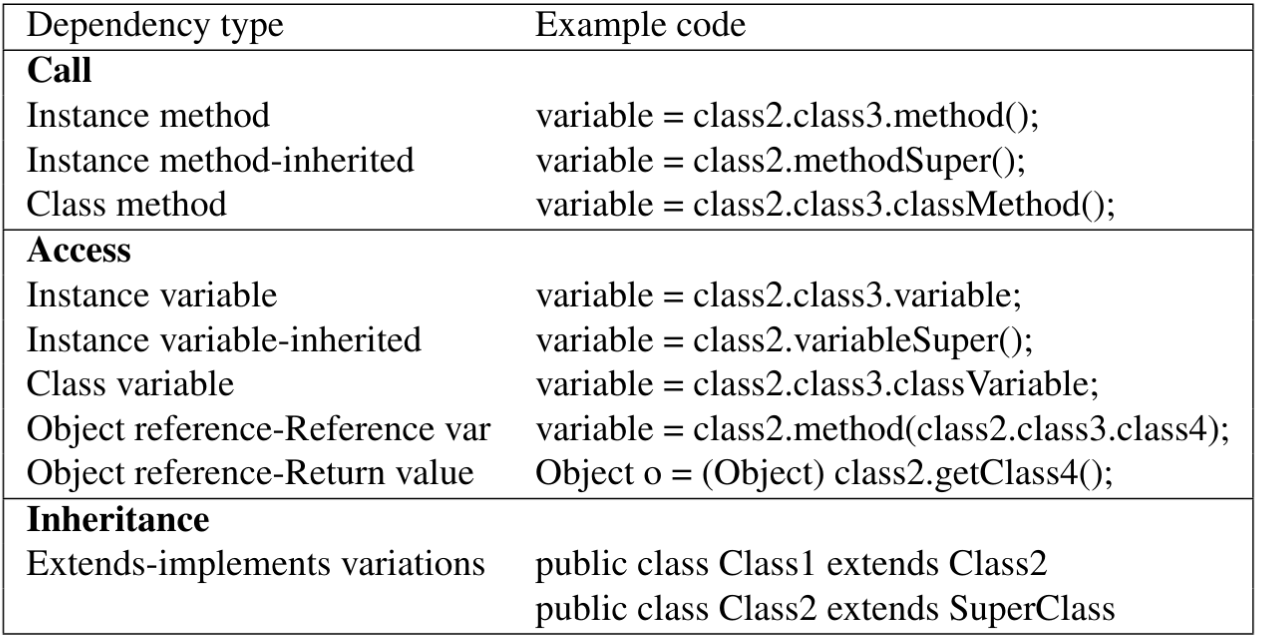 Dependency type Example code
Call
Instance method variable = class2.class3.method();
Instance method-inherited variable = class2.methodSuper();
Class method variable = class2.class3.classMethod();
Access
Instance variable variable = class2.class3.variable;
Instance variable-inherited variable = class2.variableSuper();
Class variable variable = class2.class3.classVariable;
Object reference-Reference var variable = class2.method(class2.class3.class4);
Object reference-Return value Object o = (Object) class2.getClass4();
Inheritance
Extends-implements variations public class Class1 extends Class2
public class Class2 extends SuperClass